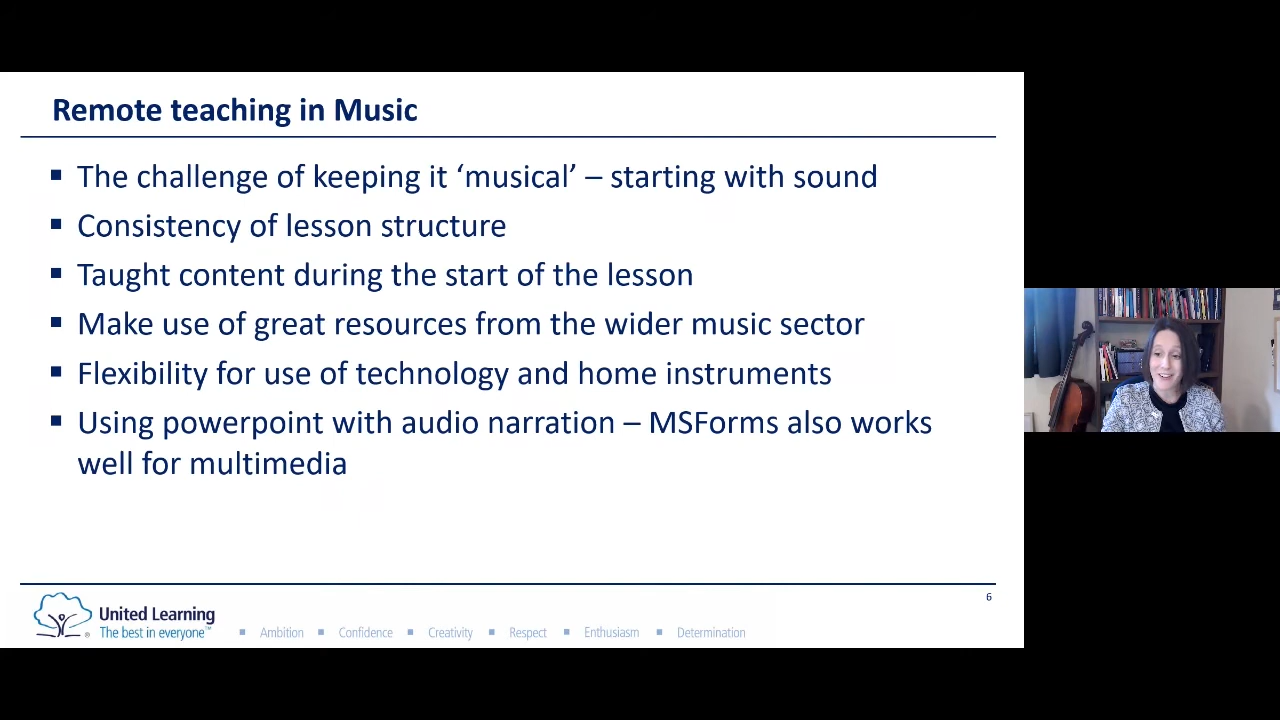 Remote teaching in Music
▪ The challenge of keeping it ‘musical’ – starting with sound
▪ Consistency of lesson structure
▪ Taught content during the start of the lesson
▪ Make use of great resources from the wider music sector
▪ Flexibility for use of technology and home instruments
▪ Using powerpoint with audio narration – MSForms also works
well for multimedia
6
United Learning
The best in everyone™
▪ Ambition ▪ Confidence ▪ Creativity ▪ Respect ▪ Enthusiasm ▪ Determination